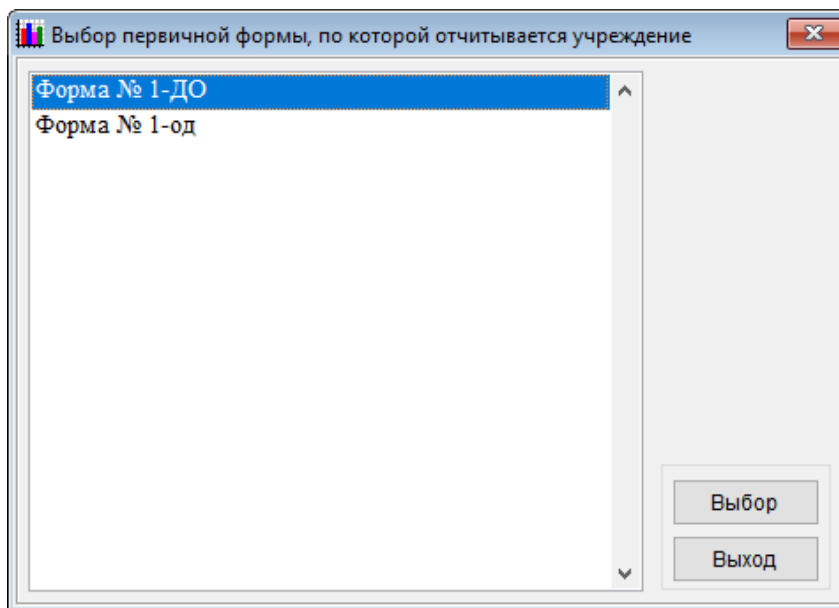 Выбор первичной формы, по которой отчитывается учреждение
Форма № 1-ДО
Форма № 1-од
Выбор
Выход